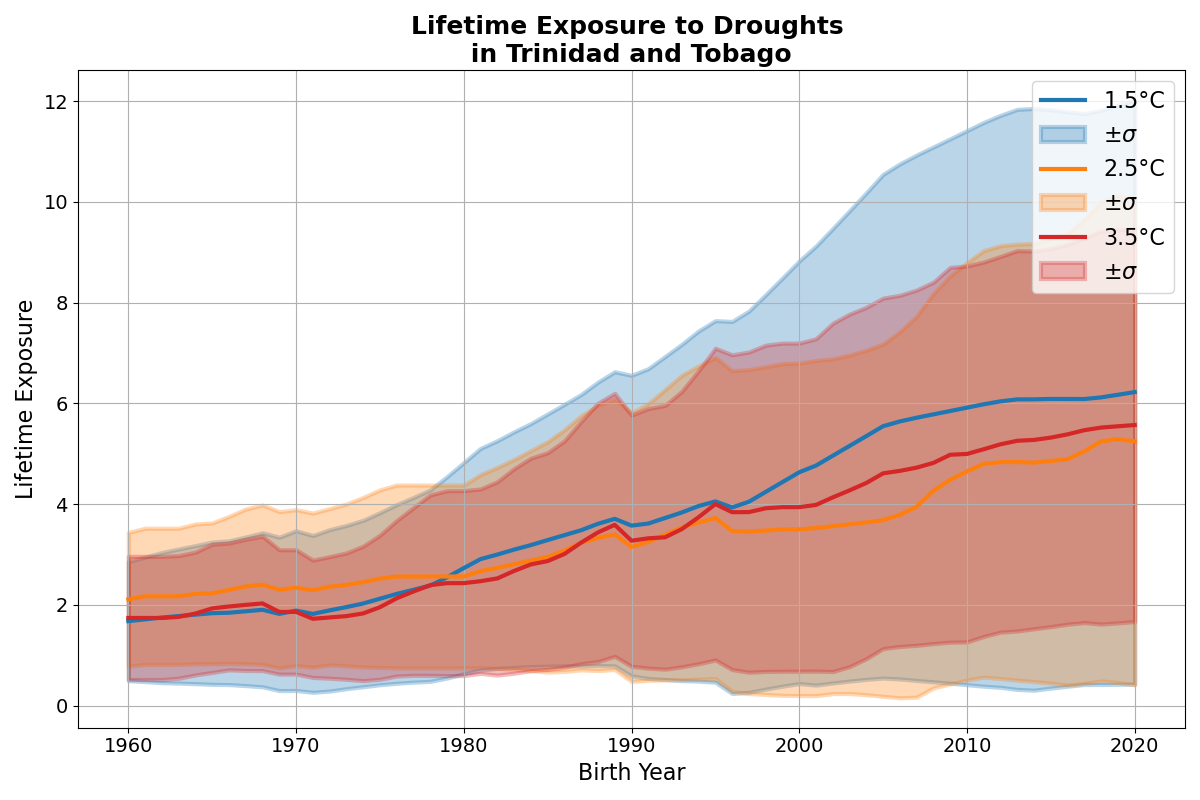 Lifetime Exposure to Droughts
in Trinidad and Tobago
Lifetime Exposure
12
10
8
6
4
2
0
1960
1970
1980
1990
2000
2010
2020
Birth Year
1.5°C
±σ
2.5°C
±σ
3.5°C
±σ